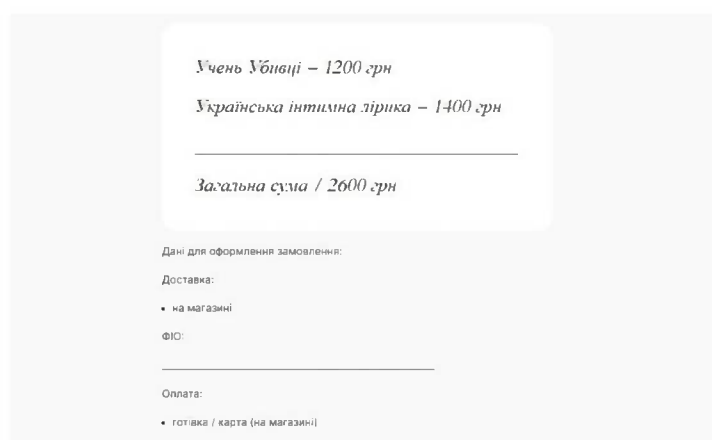 Учень Убивці – 1200 грн
Українська інтимна лірика – 1400 грн
Загальна сума / 2600 грн
Дані для оформлення замовлення:
Доставка:
• на магазині
ФІО:
Оплата:
• готівка / карта (на магазині)